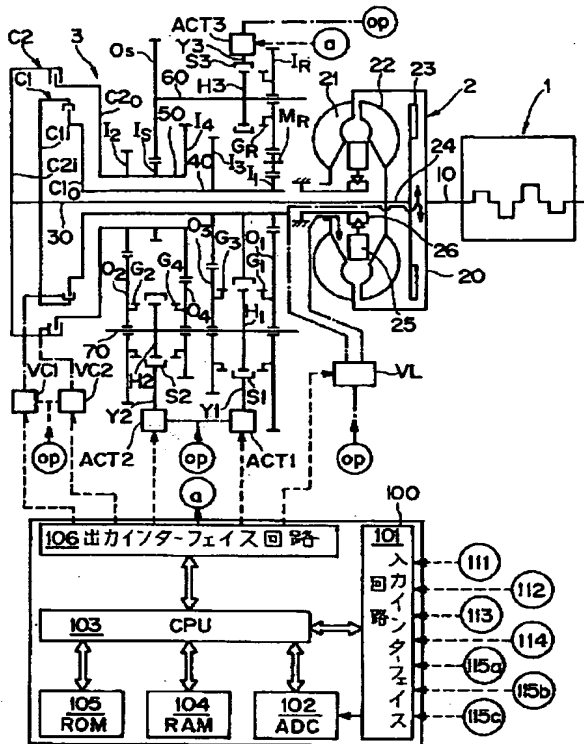 ACT3
op
a
Y3
S3
IR
C2
3
Os
C1
C2o
60
H3
GR
MR
21
22
23
2
1
I2
IS
50
I4
I3
I1
40
24
10
C1i
C2i
C1o
30
26
25
20
O2
G2
G4
O3
G3
O1
G1
O4
H1
70
H2
S2
S1
VC1
VC2
Y2
Y1
VL
op
ACT2
op
ACT1
op
a
100
106 出力インターフェイス回路
101
入力インターフェイス回路
111
112
103 CPU
113
114
115a
115b
105 ROM
104 RAM
102 ADC
115c